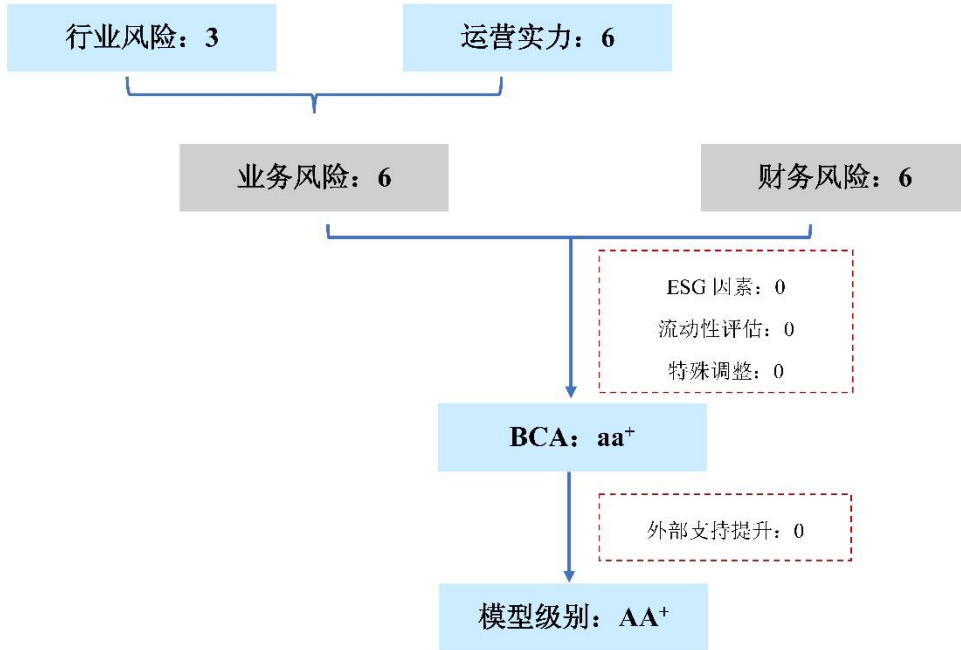 行业风险：3
运营实力：6
业务风险：6
财务风险：6
ESG 因素：0
流动性评估：0
特殊调整：0
BCA：aa⁺
外部支持提升：0
模型级别：AA⁺